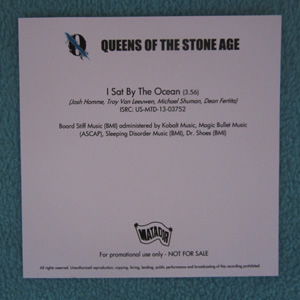 QUEENS OF THE STONE AGE
I Sat By The Ocean (3.56)
(Josh Homme, Troy Van Leeuwen, Michael Shuman, Dean Fertita)
ISRC: US-MTD-13-03752
Board Stiff Music (BMI) administered by Kobalt Music, Magic Bullet Music
(ASCAP), Sleeping Disorder Music (BMI), Dr. Shoes (BMI)
MATADOR
For promotional use only - NOT FOR SALE
All rights reserved. Unauthorised reproduction, copying, hiring, lending, public performance and broadcasting of this recording prohibited.